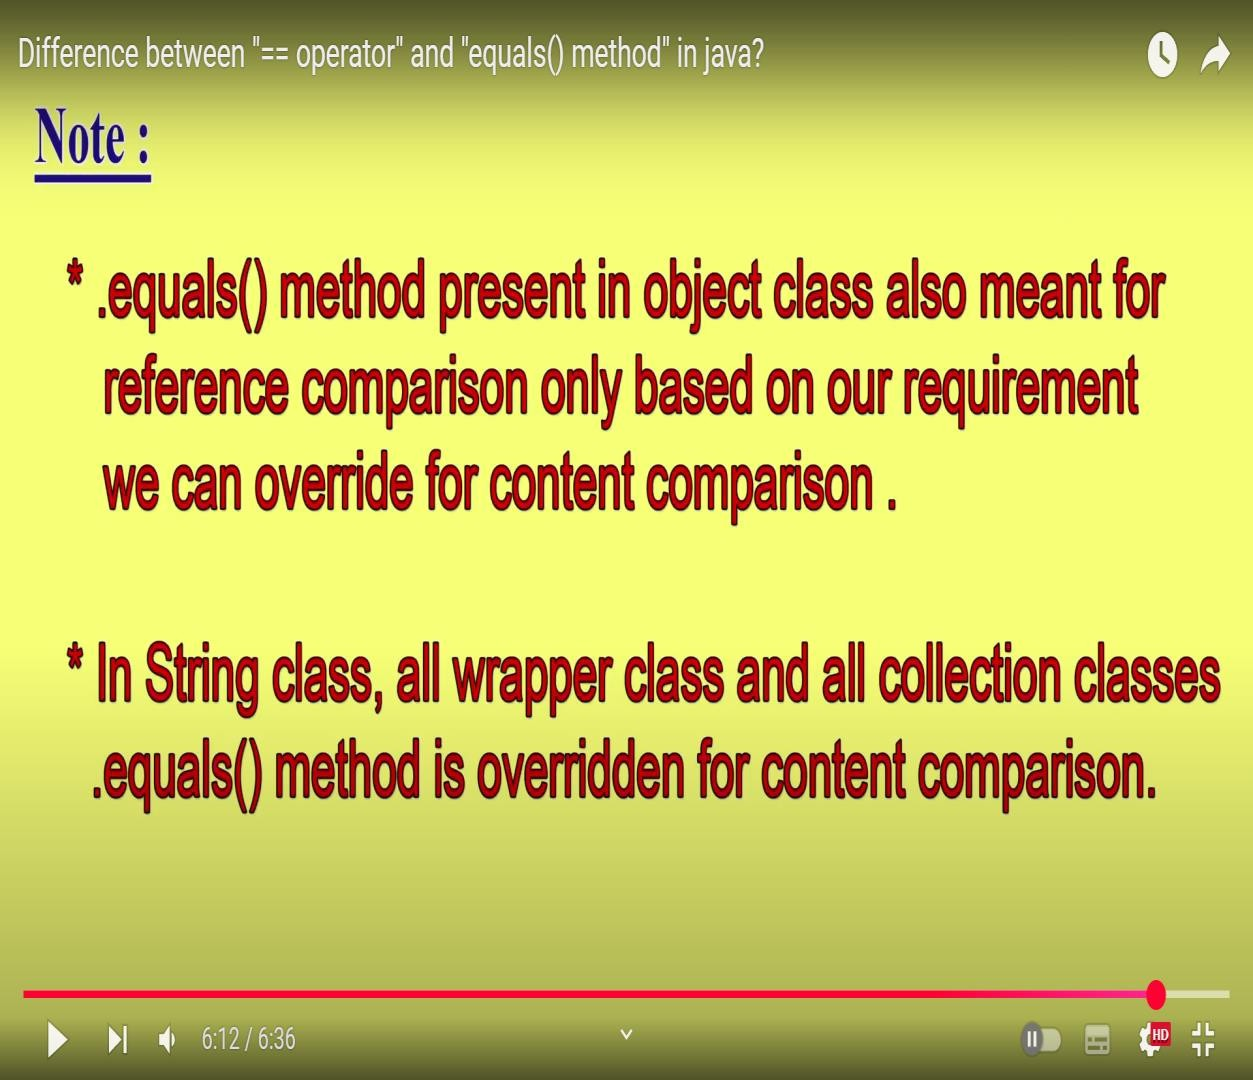 Difference between "== operator" and "equals() method" in java?
Note :
* .equals() method present in object class also meant for
reference comparison only based on our requirement
we can override for content comparison .
* In String class, all wrapper class and all collection classes
.equals() method is overridden for content comparison.
6:12 / 6:36
HD